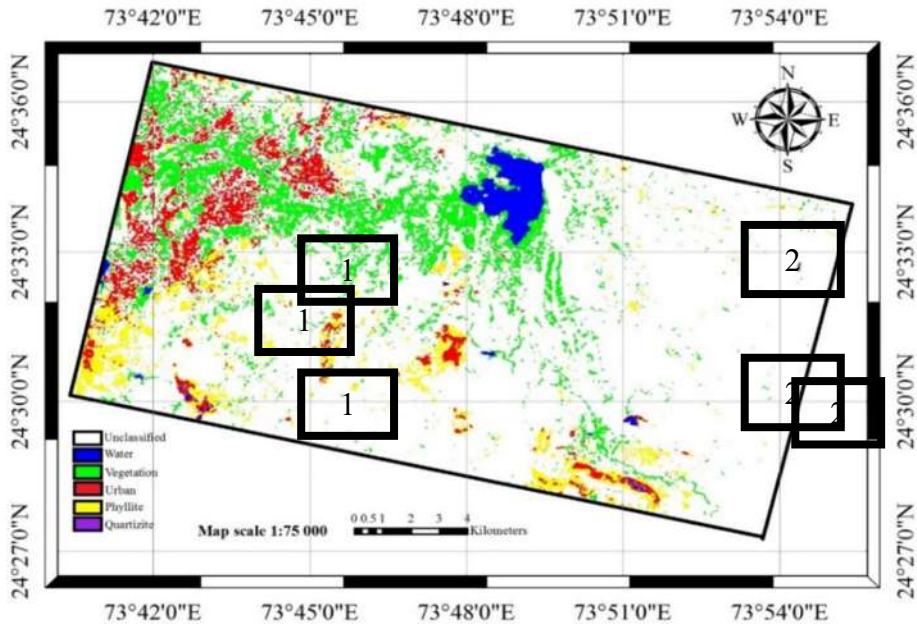 73°42'0"E 73°45'0"E 73°48'0"E 73°51'0"E 73°54'0"E
24°36'0"N
24°33'0"N
24°30'0"N
24°27'0"N
N
W E
S
1
1
1
2
2
2
Unclassified
Water
Vegetation
Urban
Phyllite
Quartizite
Map scale 1:75 000
0 0.5 1 2 3 4
Kilometers
24°36'0"N
24°33'0"N
24°30'0"N
24°27'0"N
73°42'0"E 73°45'0"E 73°48'0"E 73°51'0"E 73°54'0"E